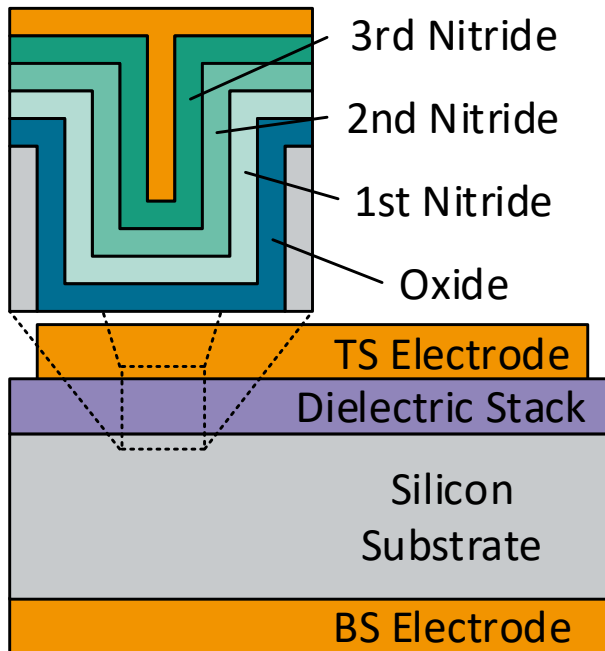 3rd Nitride
2nd Nitride
1st Nitride
Oxide
TS Electrode
Dielectric Stack
Silicon
Substrate
BS Electrode